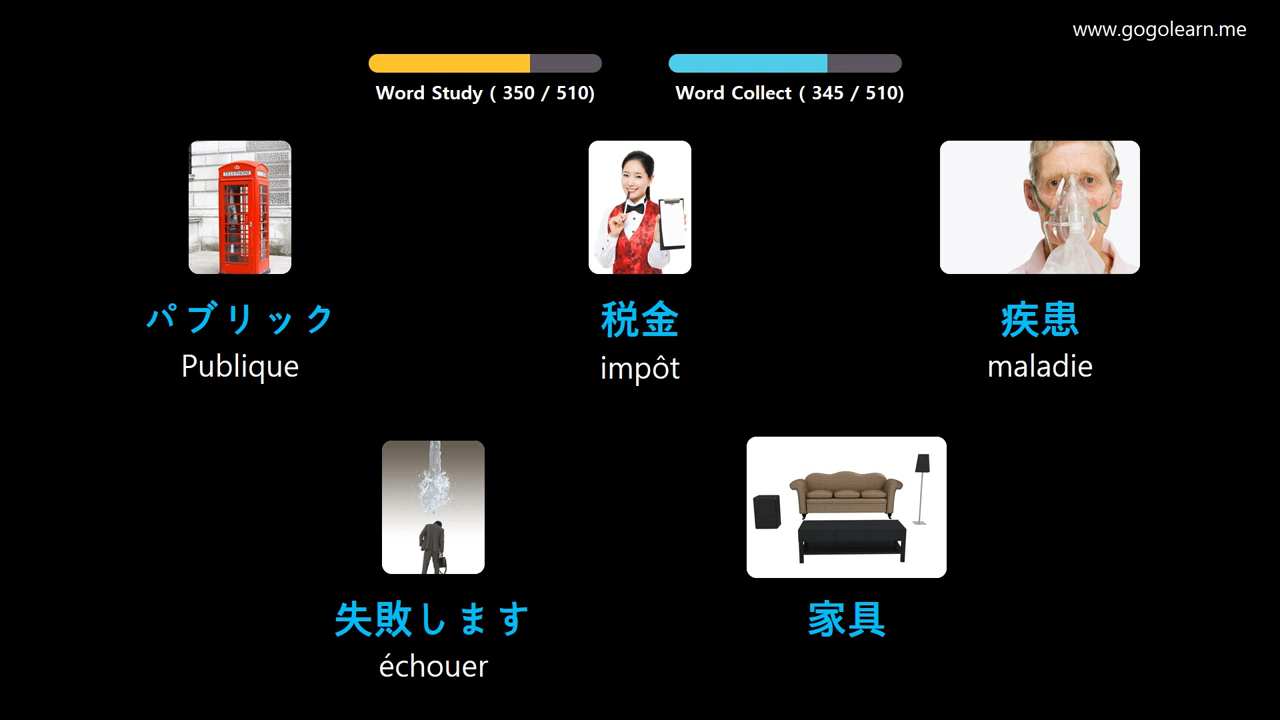 www.gogolearn.me
Word Study ( 350 / 510)
Word Collect ( 345 / 510)
TELEPHONE
パブリック
Publique
税金
impôt
疾患
maladie
失敗します
échouer
家具